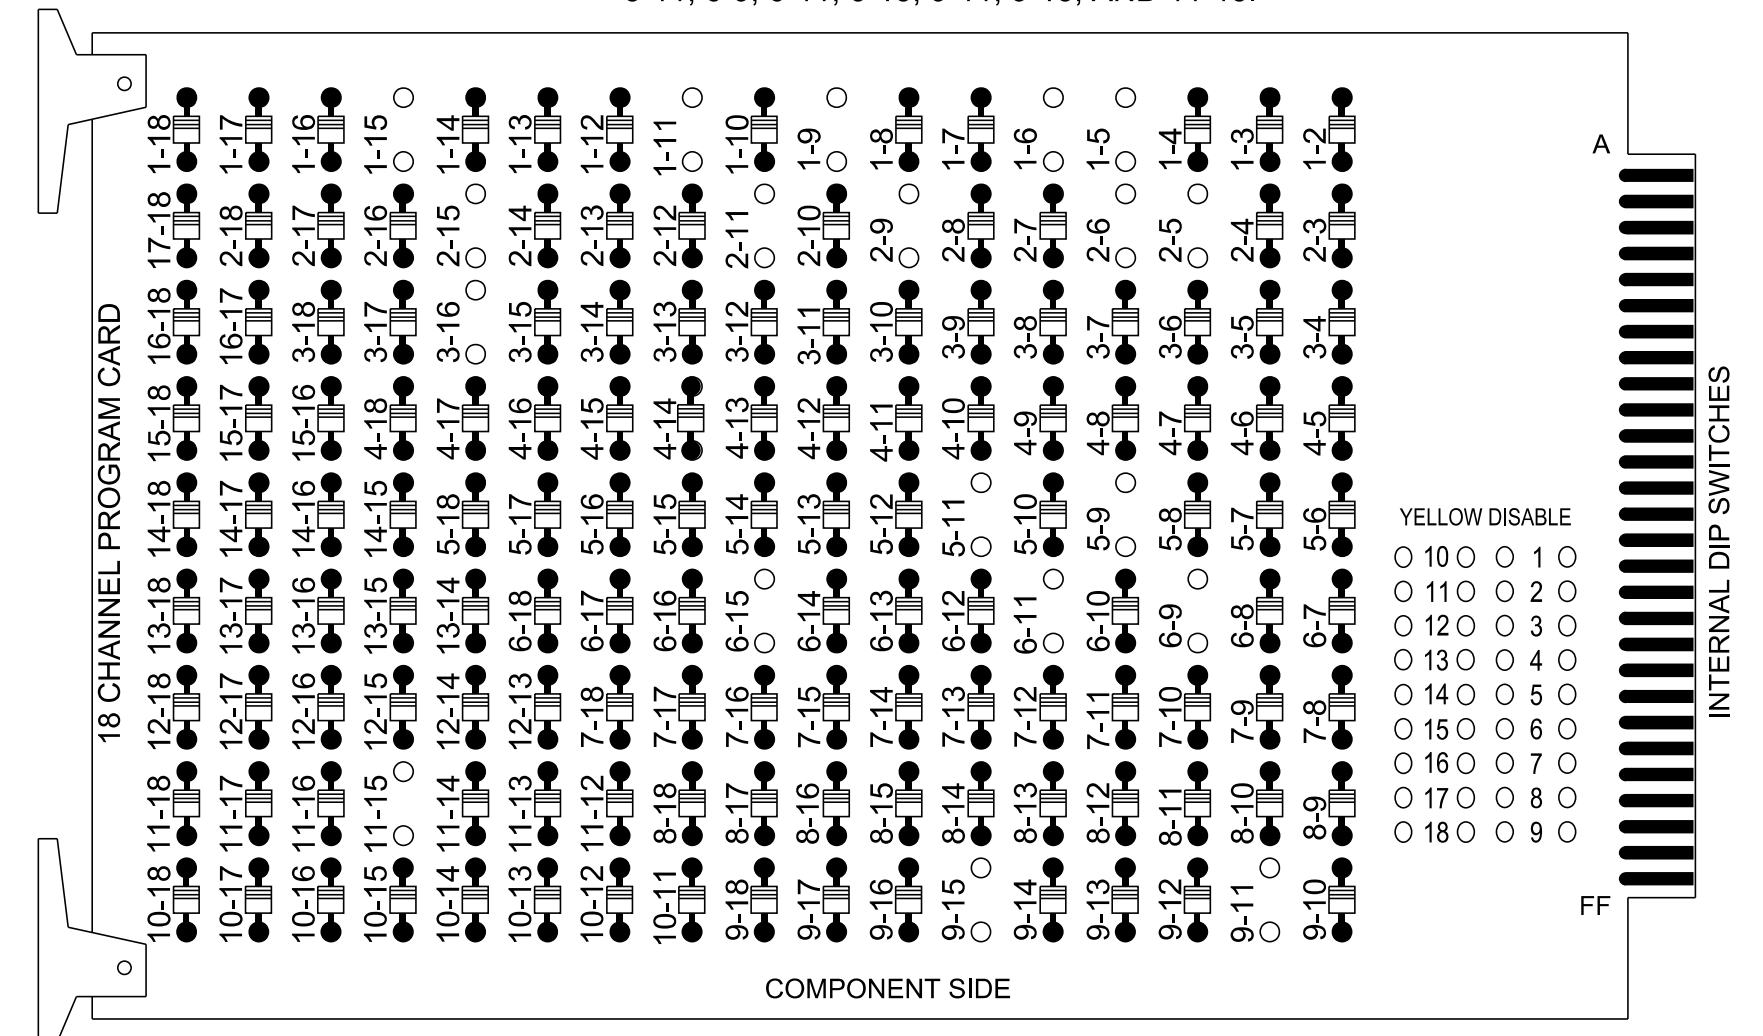 1-18 1-17 1-16 1-15 1-14 1-13 1-12 1-11 1-10 1-9 1-8 1-7 1-6 1-5 1-4 1-3 1-2
17-18 2-18 2-17 2-16 2-15 2-14 2-13 2-12 2-11 2-10 2-9 2-8 2-7 2-6 2-5 2-4 2-3
16-18 16-17 3-18 3-17 3-16 3-15 3-14 3-13 3-12 3-11 3-10 3-9 3-8 3-7 3-6 3-5 3-4
15-18 15-17 15-16 4-18 4-17 4-16 4-15 4-14 4-13 4-12 4-11 4-10 4-9 4-8 4-7 4-6 4-5
14-18 14-17 14-16 14-15 5-18 5-17 5-16 5-15 5-14 5-13 5-12 5-11 5-10 5-9 5-8 5-7 5-6
13-18 13-17 13-16 13-15 13-14 6-18 6-17 6-16 6-15 6-14 6-13 6-12 6-11 6-10 6-9 6-8 6-7
12-18 12-17 12-16 12-15 12-14 12-13 7-18 7-17 7-16 7-15 7-14 7-13 7-12 7-11 7-10 7-9 7-8
11-18 11-17 11-16 11-15 11-14 11-13 11-12 8-18 8-17 8-16 8-15 8-14 8-13 8-12 8-11 8-10 8-9
10-18 10-17 10-16 10-15 10-14 10-13 10-12 10-11 9-18 9-17 9-16 9-15 9-14 9-13 9-12 9-11 9-10
18 CHANNEL PROGRAM CARD
A
YELLOW DISABLE
10 1
11 2
12 3
13 4
14 5
15 6
16 7
17 8
18 9
FF
INTERNAL DIP SWITCHES
COMPONENT SIDE